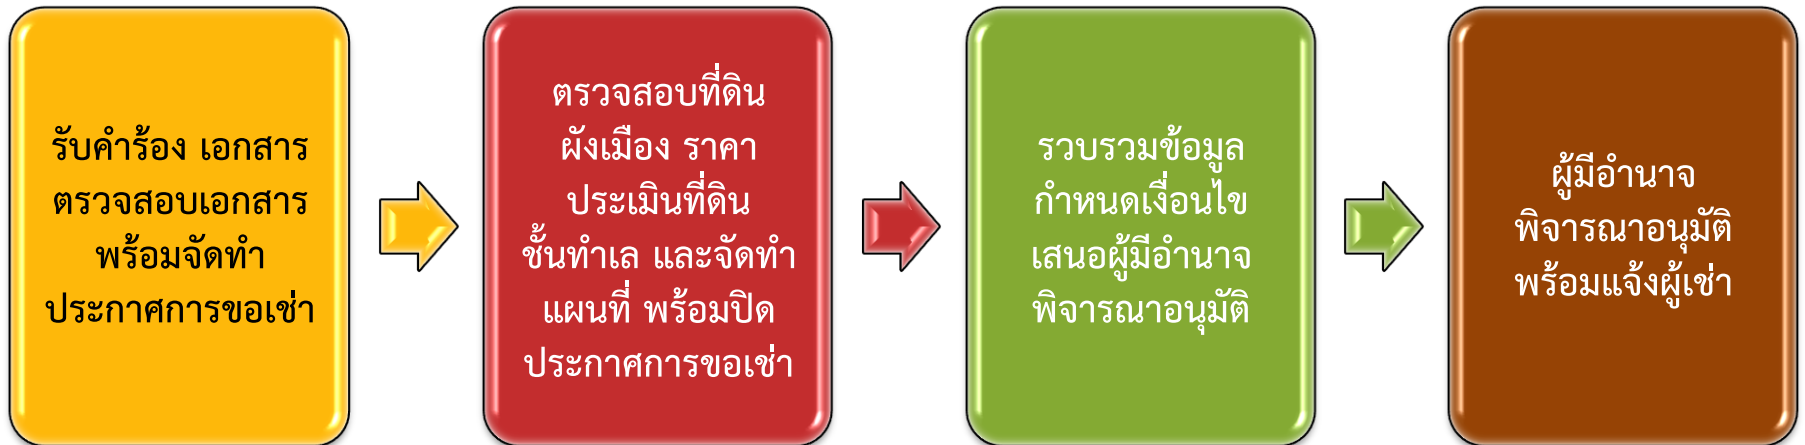 รับคำร้อง เอกสาร
ตรวจสอบเอกสาร
พร้อมจัดทำ
ประกาศการขอเช่า
ตรวจสอบที่ดิน
ผังเมือง ราคา
ประเมินที่ดิน
ชั้นทำเล และจัดทำ
แผนที่ พร้อมปิด
ประกาศการขอเช่า
รวบรวมข้อมูล
กำหนดเงื่อนไข
เสนอผู้มีอำนาจ
พิจารณาอนุมัติ
ผู้มีอำนาจ
พิจารณาอนุมัติ
พร้อมแจ้งผู้เช่า